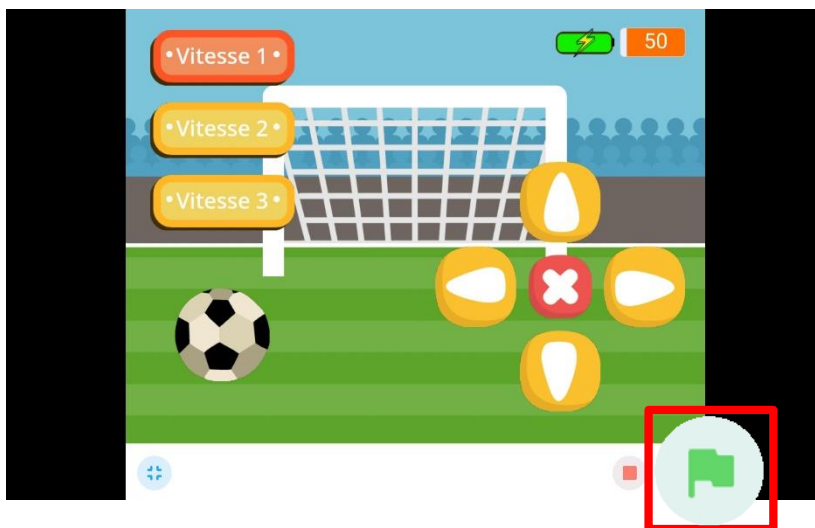 • Vitesse 1 •
50
• Vitesse 2 •
• Vitesse 3 •